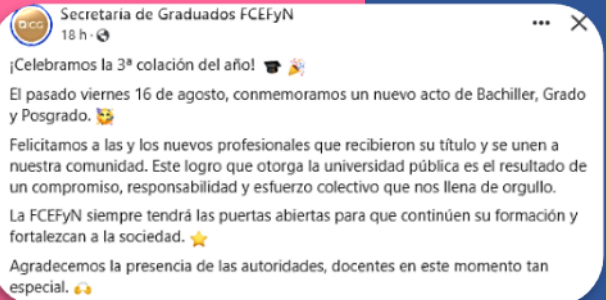 DCG
Secretaría de Graduados FCEFyN
18 h ·
¡Celebramos la 3ª colación del año! 🎓 🎉
El pasado viernes 16 de agosto, conmemoramos un nuevo acto de Bachiller, Grado
y Posgrado. 🥰
Felicitamos a las y los nuevos profesionales que recibieron su título y se unen a
nuestra comunidad. Este logro que otorga la universidad pública es el resultado de
un compromiso, responsabilidad y esfuerzo colectivo que nos llena de orgullo.
La FCEFyN siempre tendrá las puertas abiertas para que continúen su formación y
fortalezcan a la sociedad. ⭐
Agradecemos la presencia de las autoridades, docentes en este momento tan
especial. 🙌